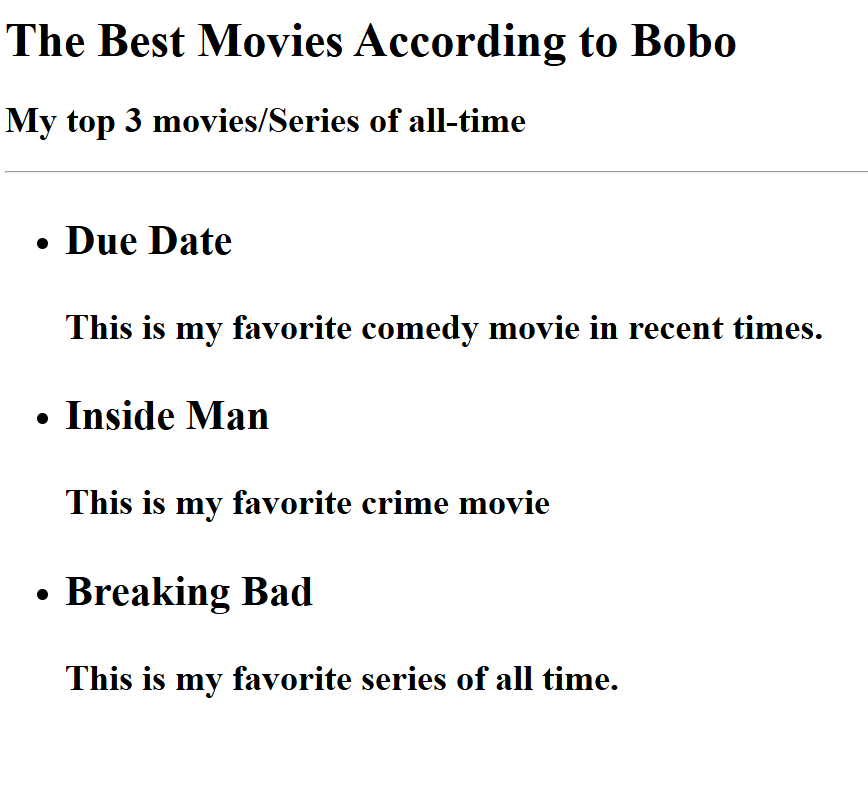 The Best Movies According to Bobo
My top 3 movies/Series of all-time
Due Date
This is my favorite comedy movie in recent times.
Inside Man
This is my favorite crime movie
Breaking Bad
This is my favorite series of all time.